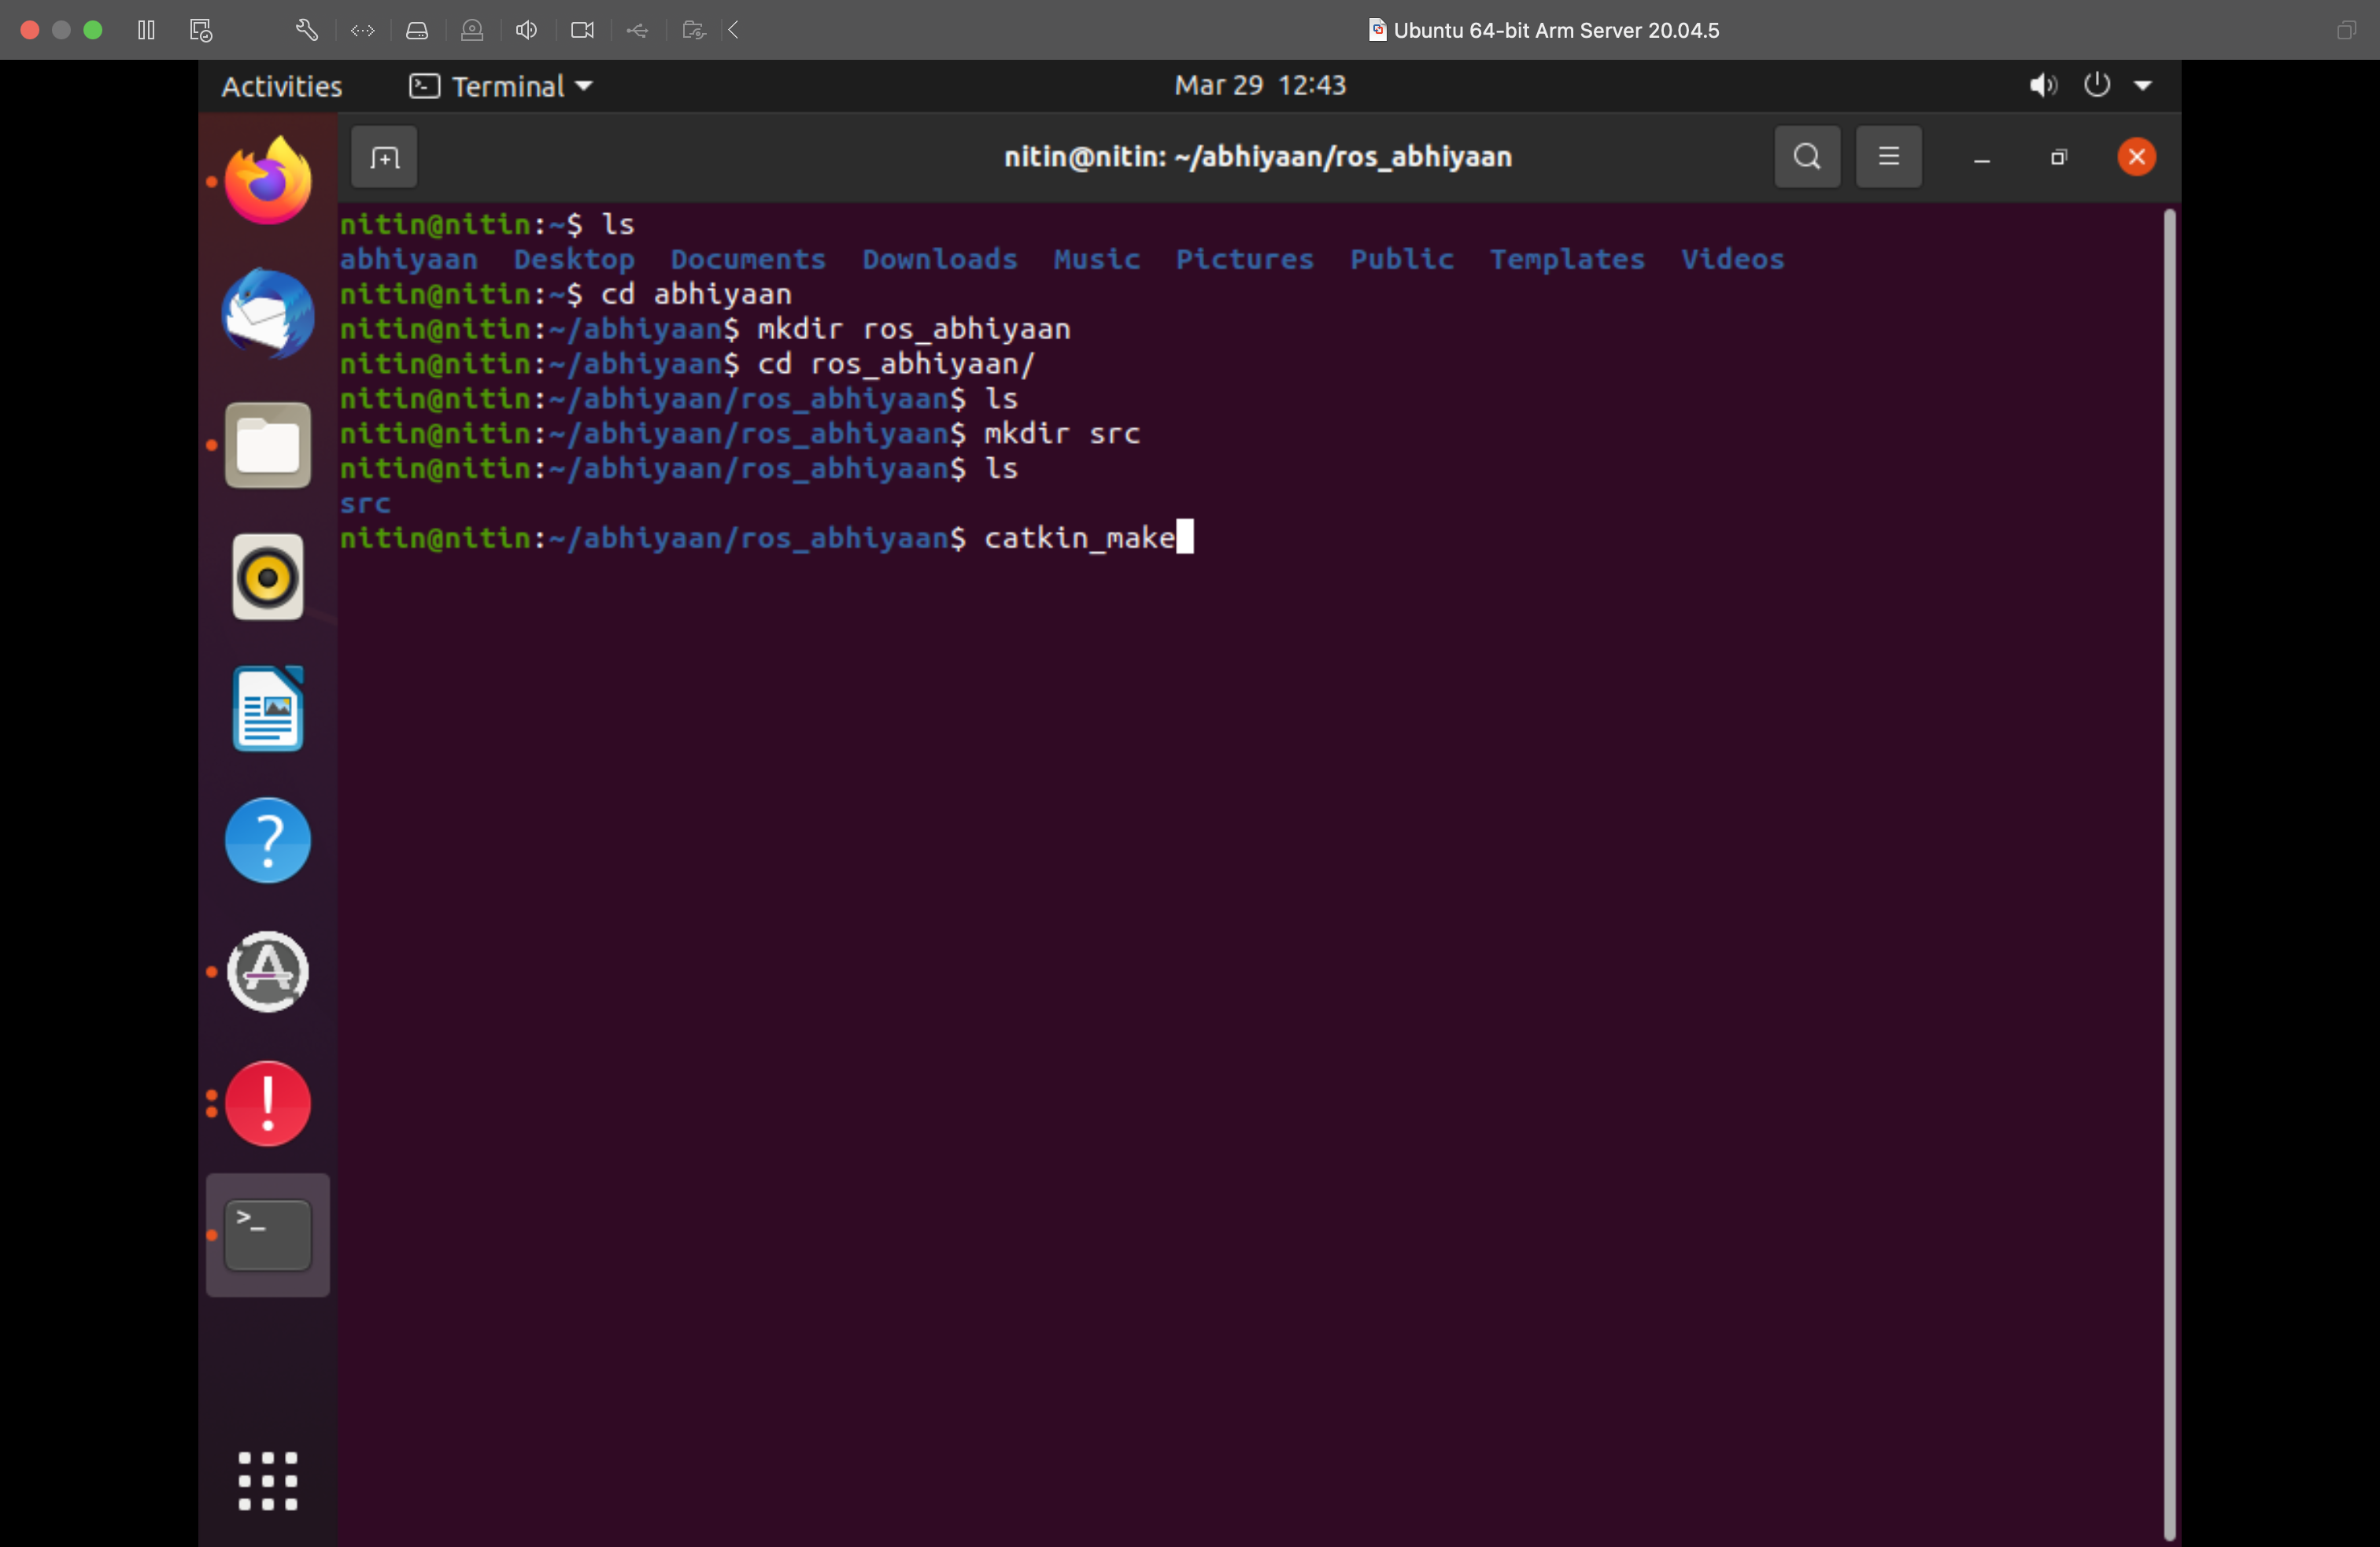 Ubuntu 64-bit Arm Server 20.04.5
Activities Terminal Mar 29 12:43
nitin@nitin: ~/abhiyaan/ros_abhiyaan
nitin@nitin:~$ ls
abhiyaan Desktop Documents Downloads Music Pictures Public Templates Videos
nitin@nitin:~$ cd abhiyaan
nitin@nitin:~/abhiyaan$ mkdir ros_abhiyaan
nitin@nitin:~/abhiyaan$ cd ros_abhiyaan/
nitin@nitin:~/abhiyaan/ros_abhiyaan$ ls
nitin@nitin:~/abhiyaan/ros_abhiyaan$ mkdir src
nitin@nitin:~/abhiyaan/ros_abhiyaan$ ls
src
nitin@nitin:~/abhiyaan/ros_abhiyaan$ catkin_make